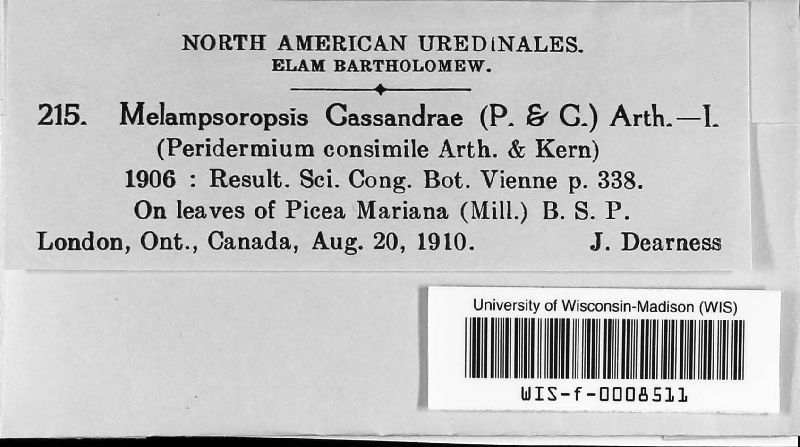 NORTH AMERICAN UREDINALES.
ELAM BARTHOLOMEW.
215. Melampsoropsis Cassandrae (P. & C.) Arth.—I.
(Peridermium consimile Arth. & Kern)
1906 : Result. Sci. Cong. Bot. Vienne p. 338.
On leaves of Picea Mariana (Mill.) B. S. P.
London, Ont., Canada, Aug. 20, 1910. J. Dearness
University of Wisconsin-Madison (WIS)
WIS-f-0008511